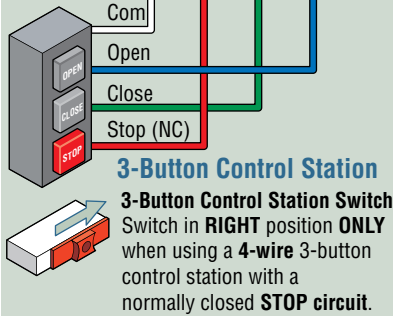 Com
Open
OPEN
Close
CLOSE
Stop (NC)
STOP
3-Button Control Station
3-Button Control Station Switch
Switch in RIGHT position ONLY
when using a 4-wire 3-button
control station with a
normally closed STOP circuit.